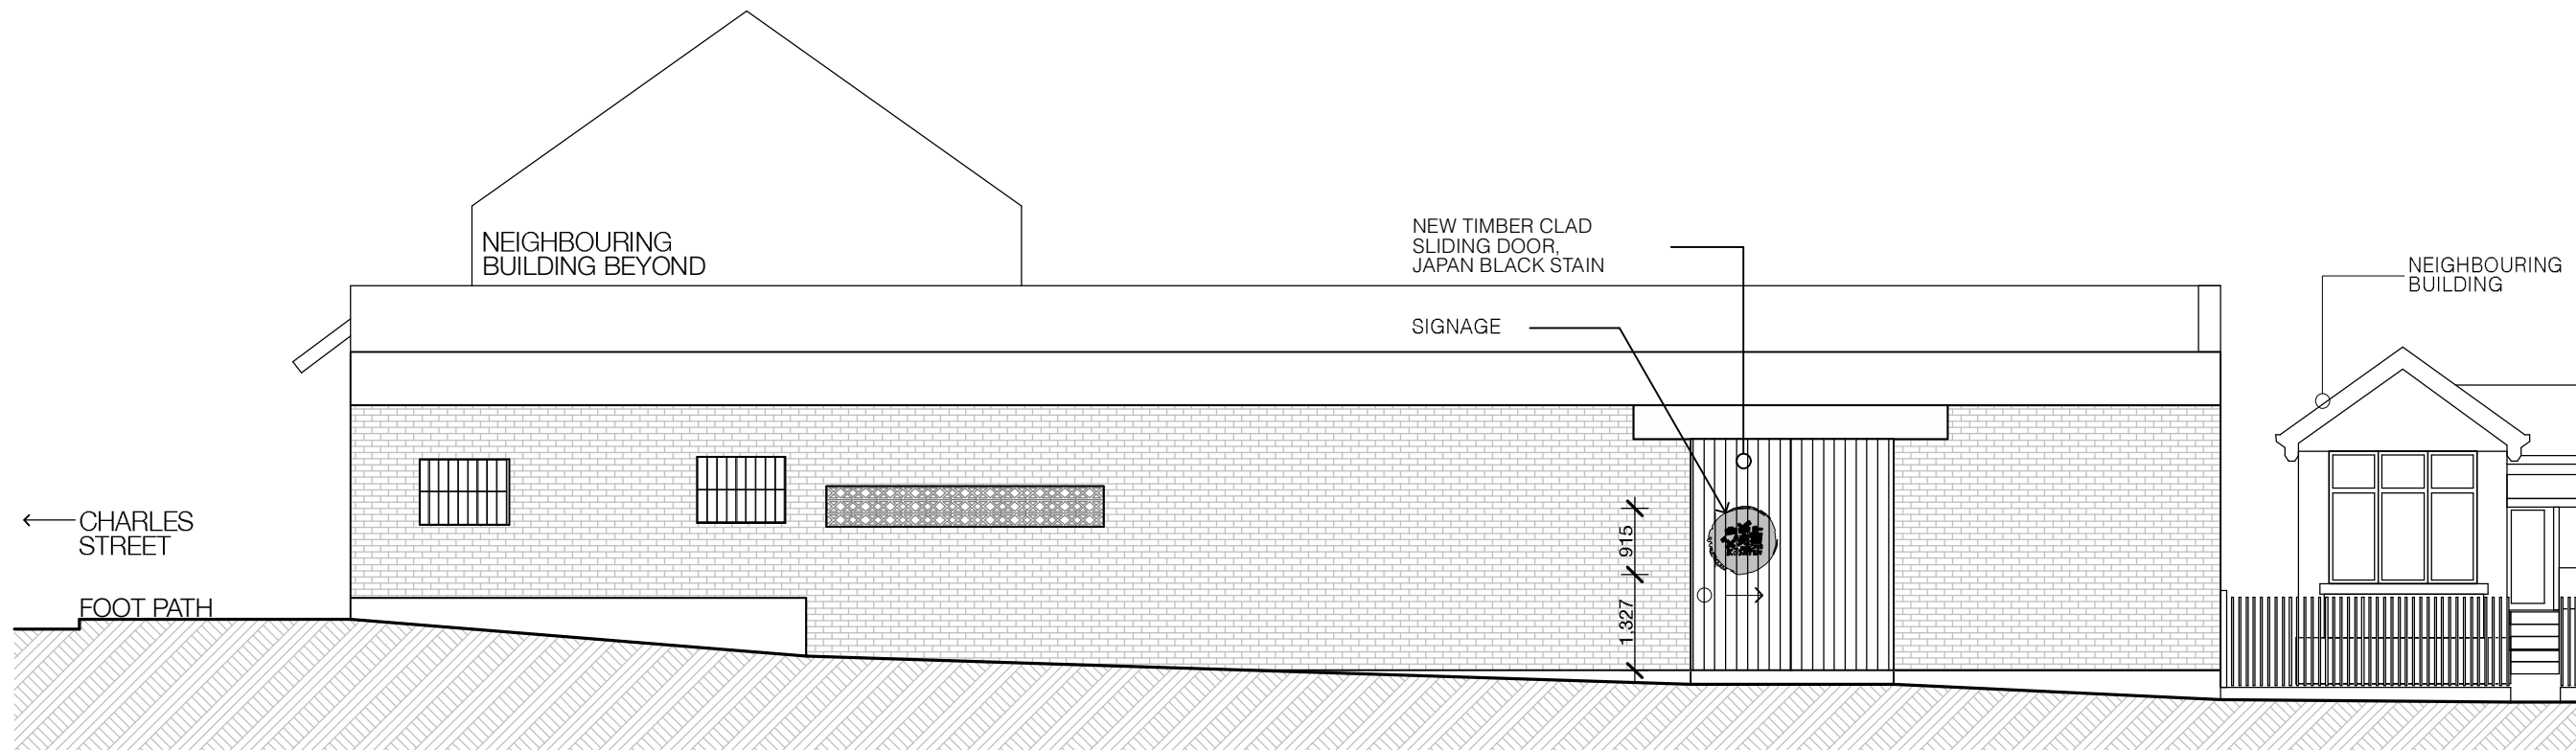 NEIGHBOURING
BUILDING BEYOND
NEW TIMBER CLAD
SLIDING DOOR,
JAPAN BLACK STAIN
SIGNAGE
NEIGHBOURING
BUILDING
CHARLES
STREET
FOOT PATH
915
1,327